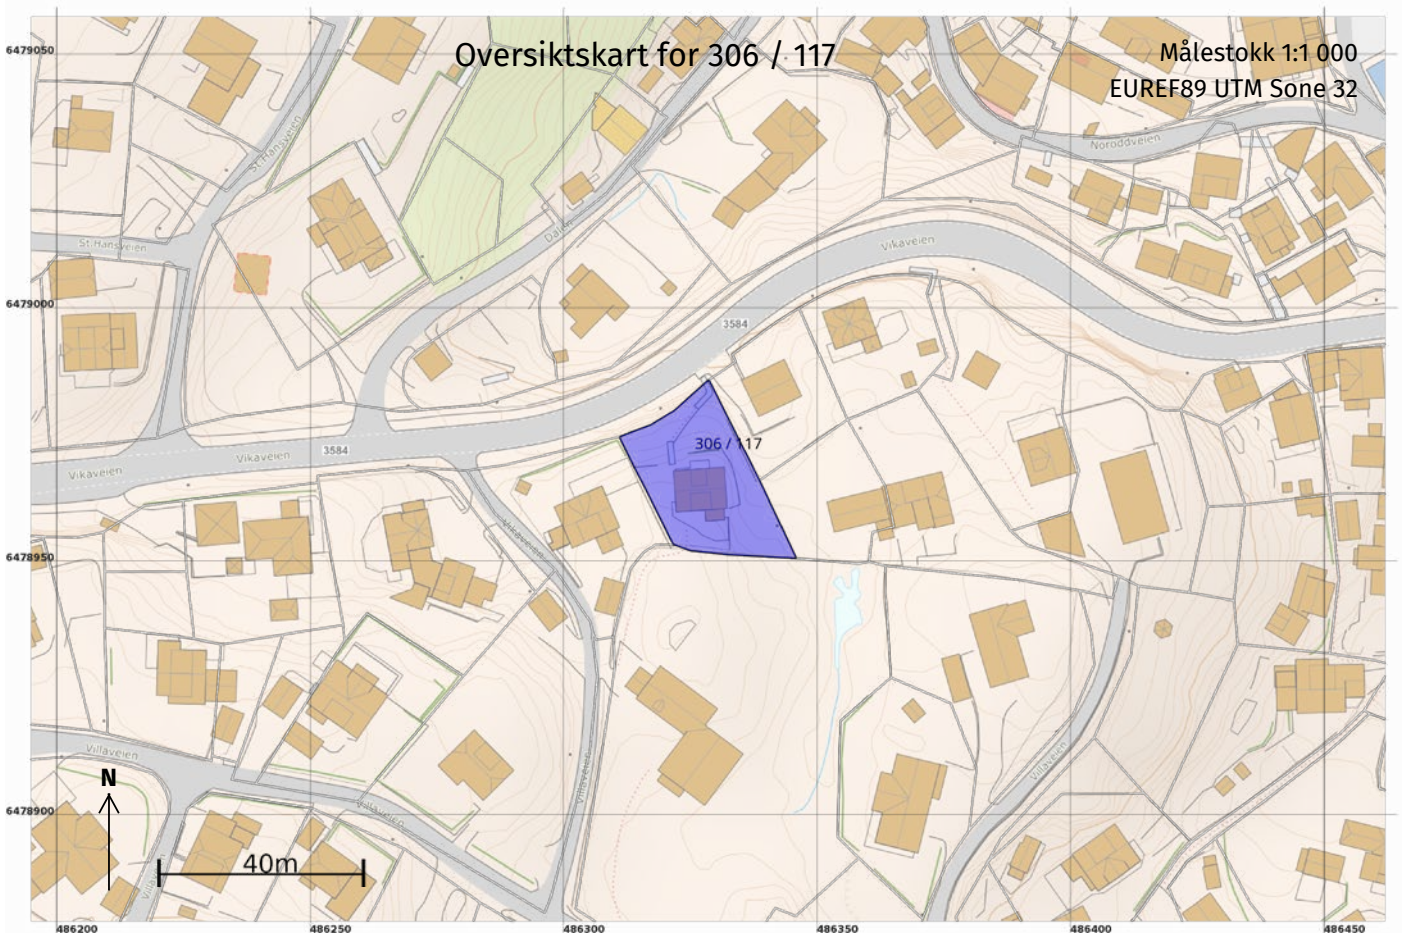 Oversiktskart for 306 / 117
Målestokk 1:1 000
EUREF89 UTM Sone 32
6479050
St.Hansveien
Noroddveien
St.Hansveien
Vikaveien
6479000
3584
306 / 117
3584
Vikaveien
Vikaveien
Vikaveien
6478950
Villaveien
Villaveien
Villaveien
N
Villaveien
6478900
40m
486200
486250
486300
486350
486400
486450